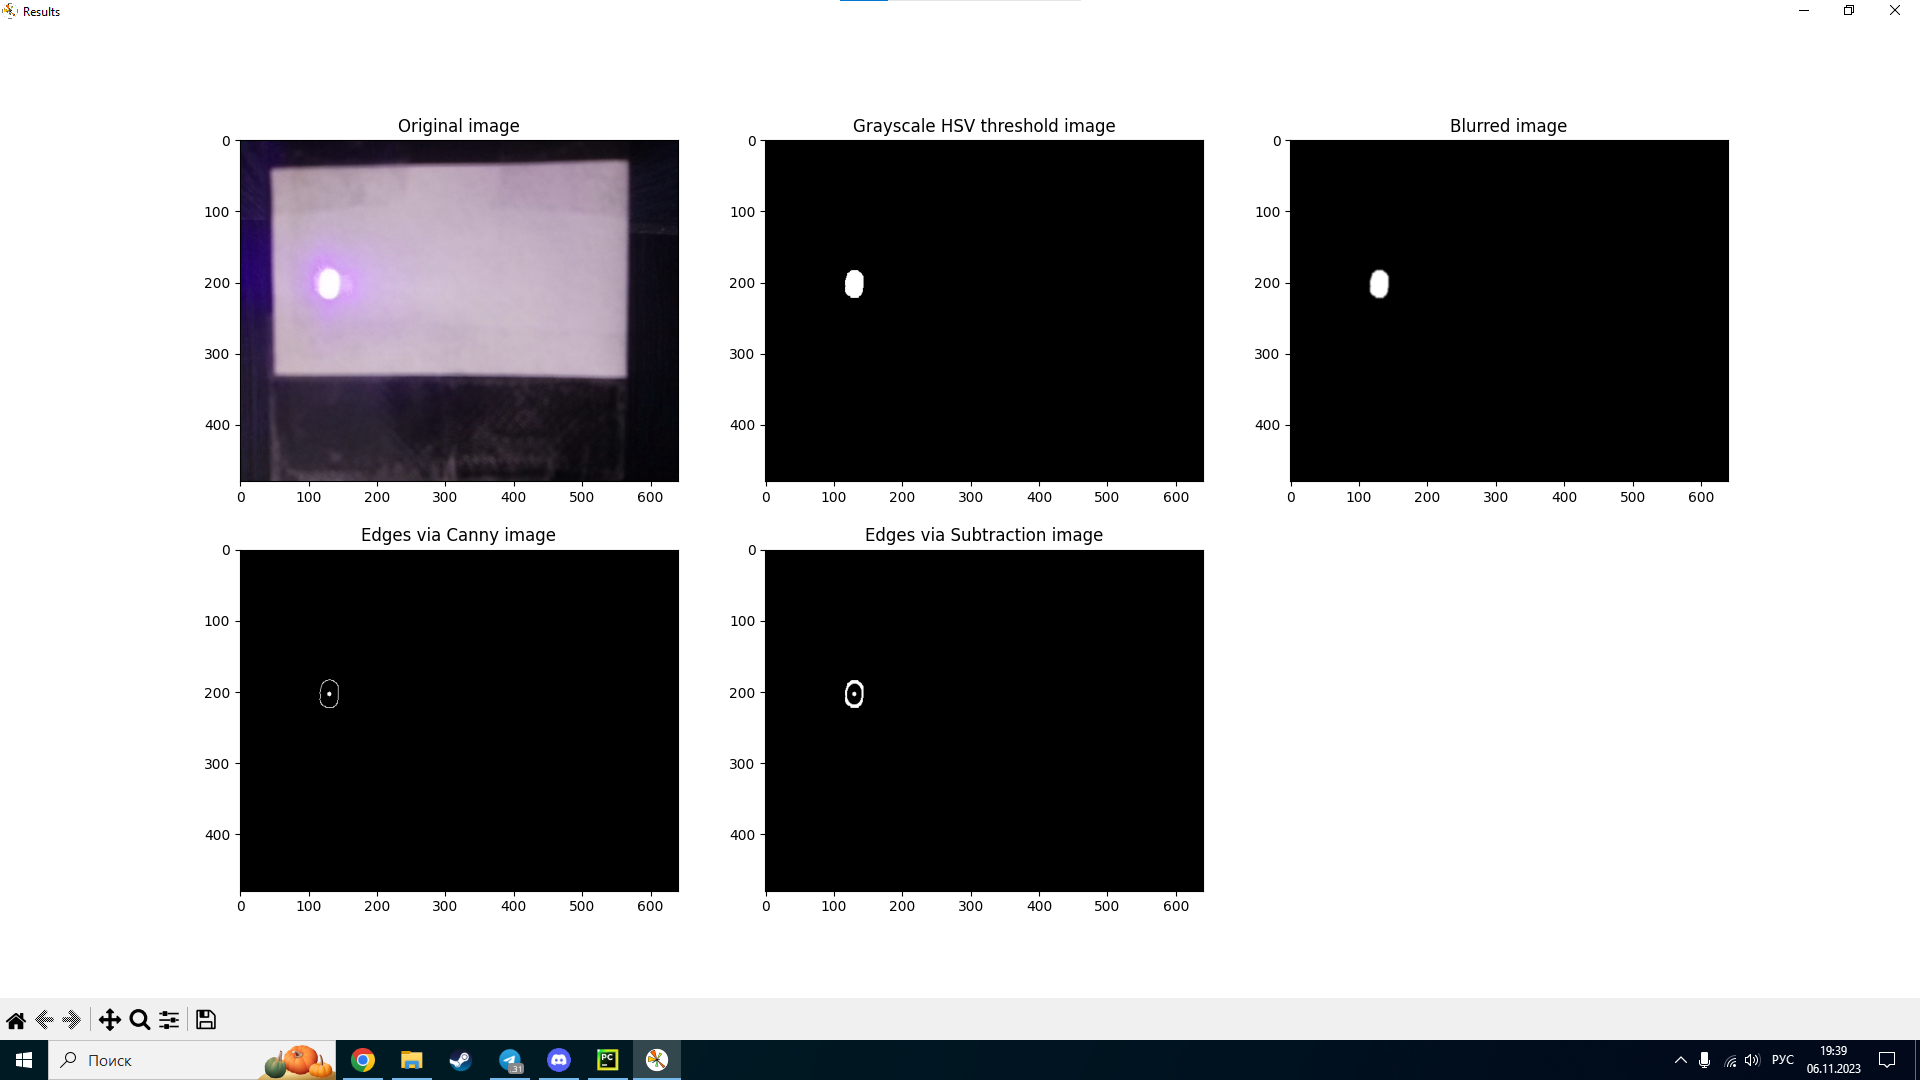 Results
Original image
0
100
200
300
400
0 100 200 300 400 500 600
Grayscale HSV threshold image
0
100
200
300
400
0 100 200 300 400 500 600
Blurred image
0
100
200
300
400
0 100 200 300 400 500 600
Edges via Canny image
0
100
200
300
400
0 100 200 300 400 500 600
Edges via Subtraction image
0
100
200
300
400
0 100 200 300 400 500 600
Поиск
31
PC
РУС
19:39
06.11.2023